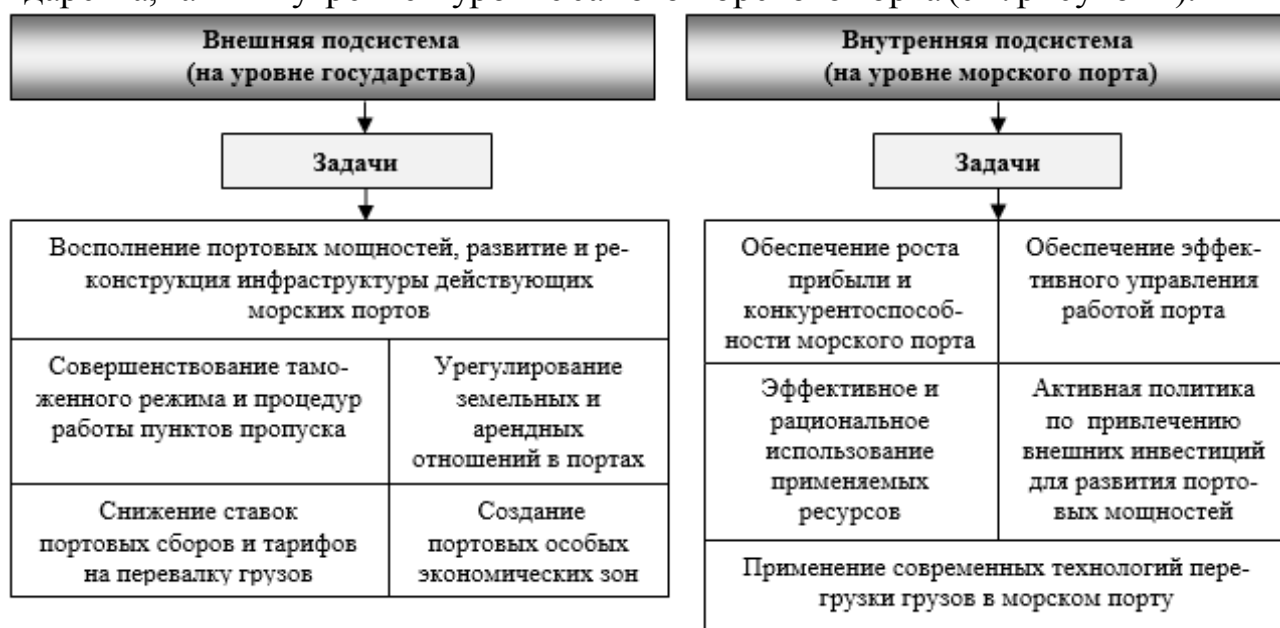 Внешняя подсистема
(на уровне государства)
Задачи
Восполнение портовых мощностей, развитие и ре-
конструкция инфраструктуры действующих
морских портов
Совершенствование тамо-
женного режима и процедур
работы пунктов пропуска
Урегулирование
земельных и
арендных
отношений в портах
Снижение ставок
портовых сборов и тарифов
на перевалку грузов
Создание
портовых особых
экономических зон
Внутренняя подсистема
(на уровне морского порта)
Задачи
Обеспечение роста
прибыли и
конкурентоспособ-
ности морского порта
Обеспечение эффек-
тивного управления
работой порта
Эффективное и
рациональное
использование
применяемых
ресурсов
Активная политика
по привлечению
внешних инвестиций
для развития порто-
вых мощностей
Применение современных технологий пере-
грузки грузов в морском порту